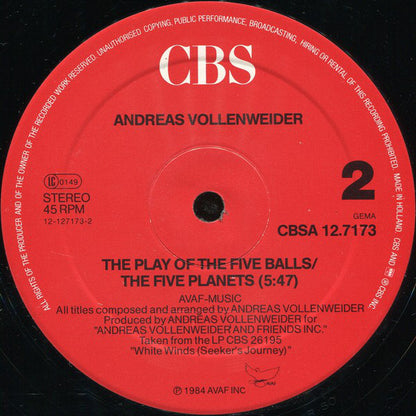 ALL RIGHTS OF THE PRODUCER AND OF THE OWNER OF THE RECORDED WORK RESERVED. UNAUTHORISED COPYING, PUBLIC PERFORMANCE, BROADCASTING, HIRING OR RENTAL OF THIS RECORDING PROHIBITED. MADE IN HOLLAND. CBS AND
IS CBS INC.
CBS
ANDREAS VOLLENWEIDER
LC 0149
STEREO
45 RPM
12-127173-2
2
GEMA
CBSA 12.7173
THE PLAY OF THE FIVE BALLS/
THE FIVE PLANETS (5:47)
AVAF-MUSIC
All titles composed and arranged by ANDREAS VOLLENWEIDER
Produced by ANDREAS VOLLENWEIDER for
"ANDREAS VOLLENWEIDER AND FRIENDS INC."
Taken from the LP CBS 26195
"White Winds (Seeker's Journey)"
AVAF
℗ 1984 AVAF INC